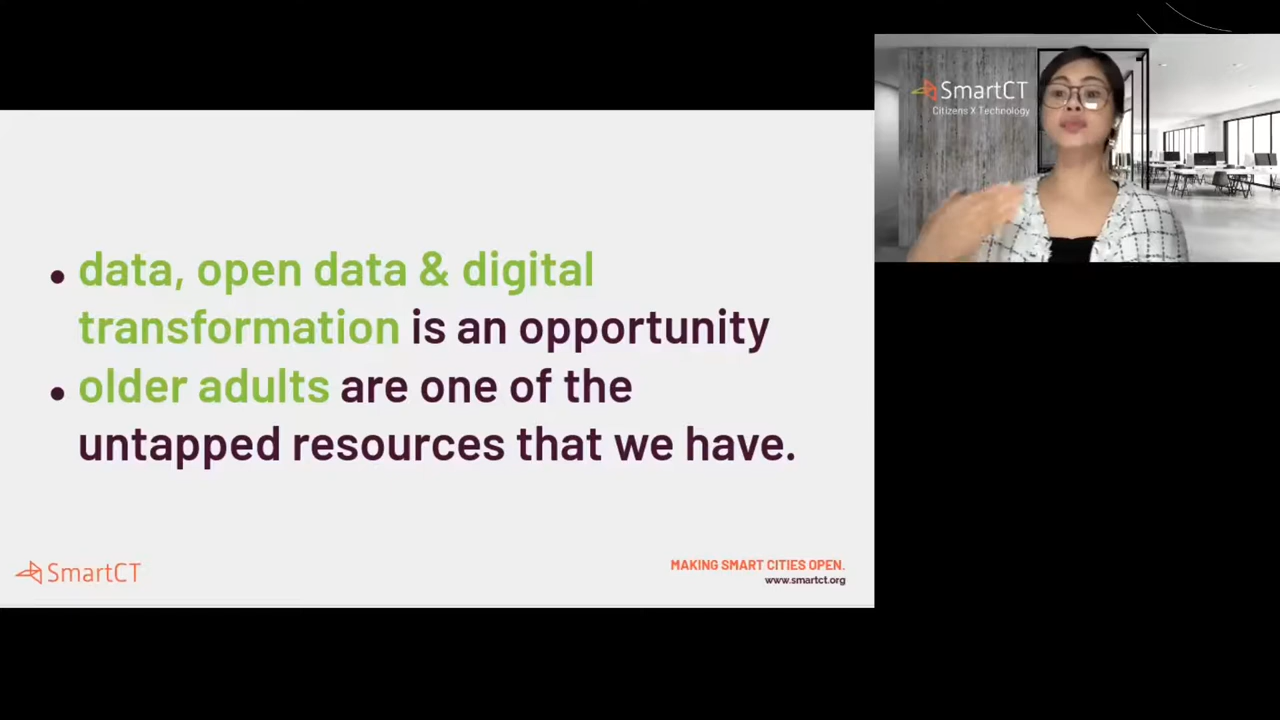 • data, open data & digital
transformation is an opportunity
• older adults are one of the
untapped resources that we have.
SmartCT
MAKING SMART CITIES OPEN.
www.smartct.org
SmartCT
Citizens X Technology